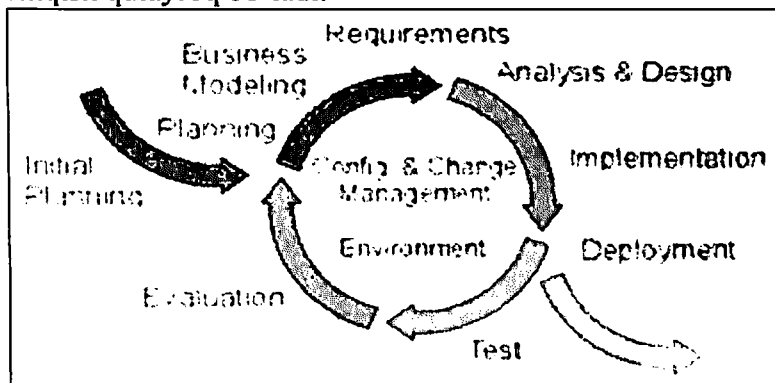 Requirements
Business
Modeling
Analysis & Design
Planning
Initial
Planning
Config. & Change
Management
Implementation
Environment
Deployment
Evaluation
Test